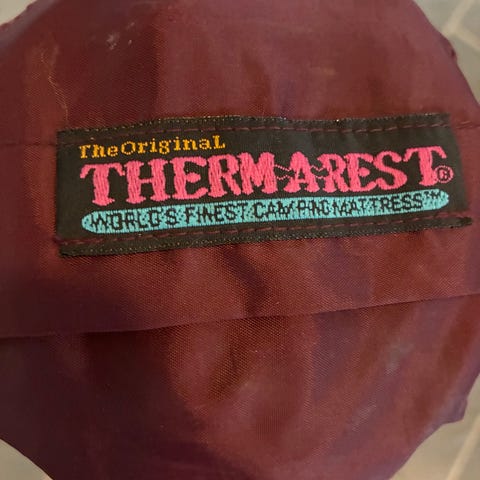 The Original
THERM-A-REST®
WORLD'S FINEST CAMPING MATTRESS™